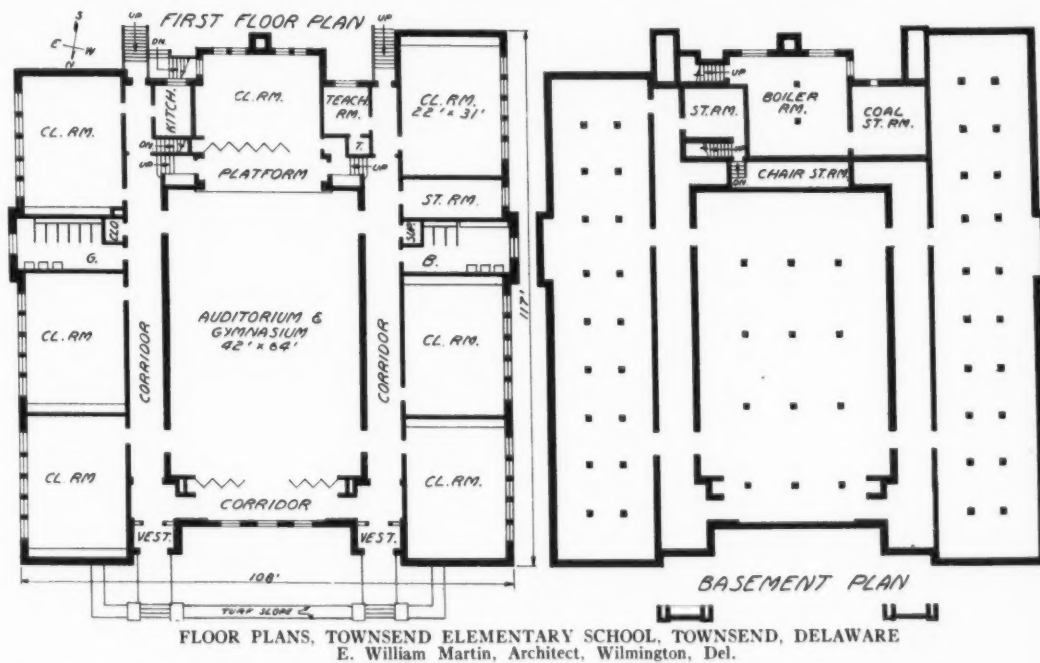 FIRST FLOOR PLAN
S
E
W
N
UP
DN.
UP
CL. RM.
KITCH.
CL. RM.
TEACH. RM.
CL. RM.
22' x 31'
T.
DN
UP
UP
PLATFORM
ST. RM.
CLO.
SUP.
G.
B.
AUDITORIUM &
GYMNASIUM
42' x 64'
CORRIDOR
CORRIDOR
CL. RM
CL. RM.
CL. RM
CL. RM.
CORRIDOR
VEST.
VEST.
108'
117'
TURF SLOPE
UP
ST. RM.
BOILER
RM.
COAL
ST. RM.
UP
DN.
CHAIR ST. RM.
BASEMENT PLAN
FLOOR PLANS, TOWNSEND ELEMENTARY SCHOOL, TOWNSEND, DELAWARE
E. William Martin, Architect, Wilmington, Del.